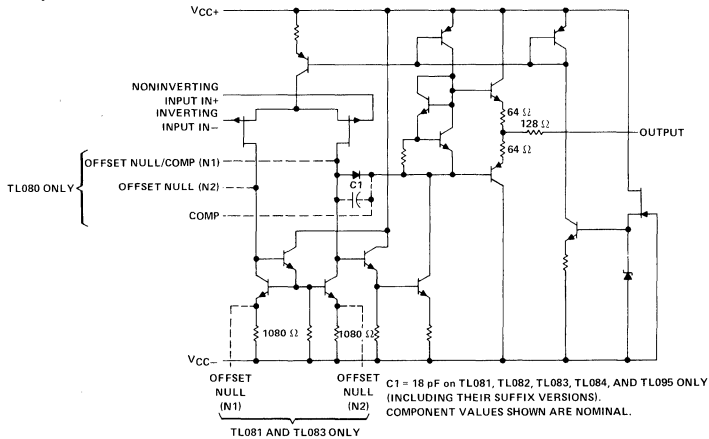 VCC+
NONINVERTING
INPUT IN+
INVERTING
INPUT IN−
64 Ω
128 Ω
OUTPUT
64 Ω
TL080 ONLY
OFFSET NULL/COMP (N1)
OFFSET NULL (N2)
COMP
C1
1080 Ω
1080 Ω
VCC−
OFFSET
NULL
(N1)
OFFSET
NULL
(N2)
TL081 AND TL083 ONLY
C1 = 18 pF ON TL081, TL082, TL083, TL084, AND TL095 ONLY
(INCLUDING THEIR SUFFIX VERSIONS).
COMPONENT VALUES SHOWN ARE NOMINAL.